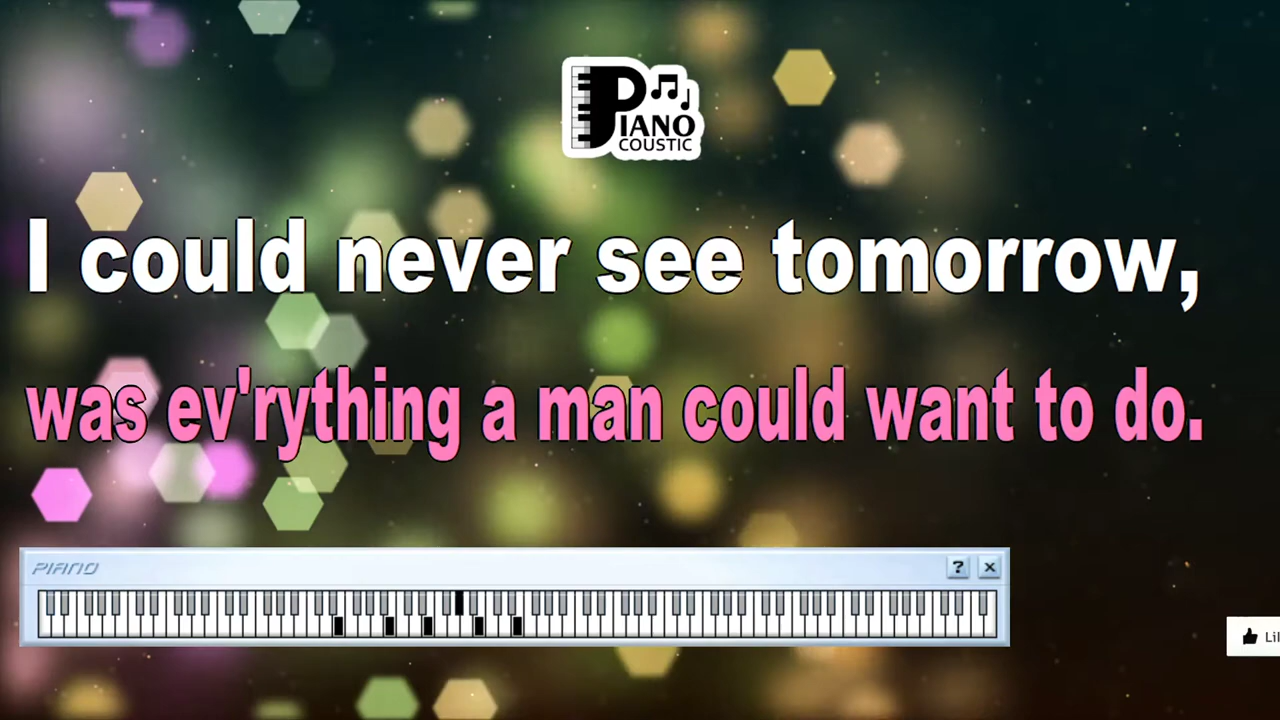 PIANO
COUSTIC
I could never see tomorrow,
was ev'rything a man could want to do.
PIANO
? x
Lil